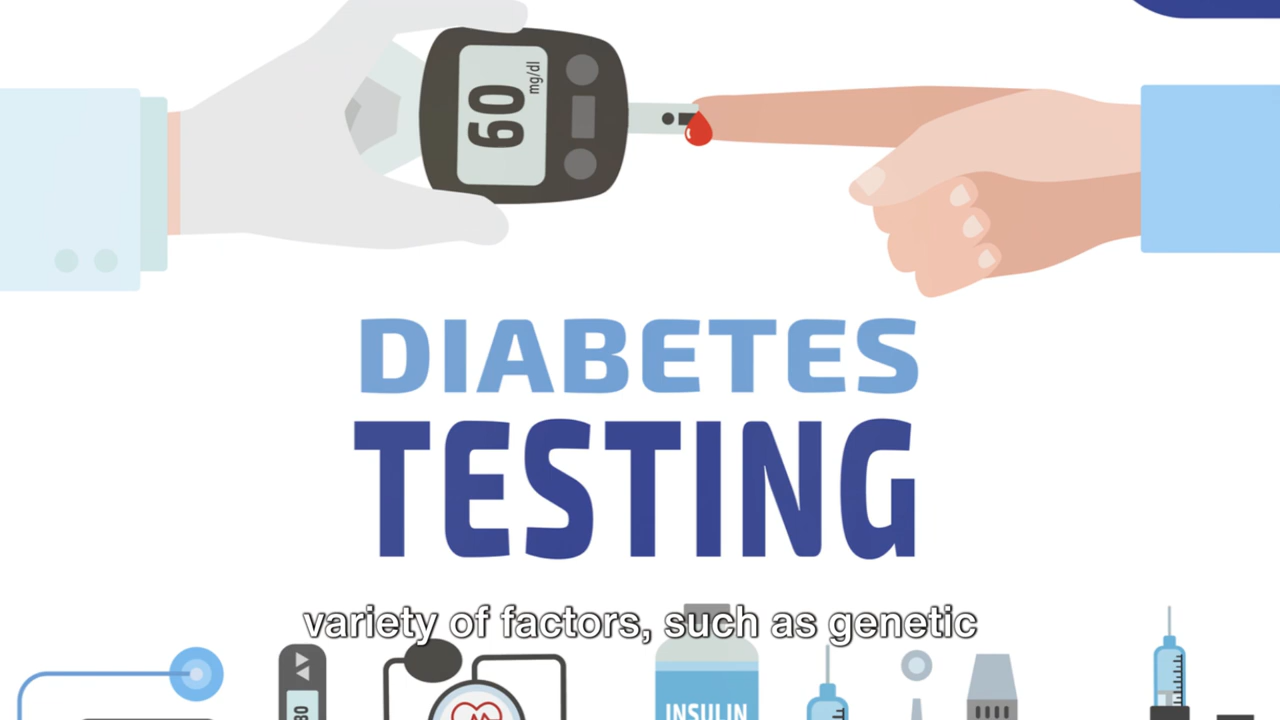 60
mg/dl
DIABETES
TESTING
variety of factors, such as genetic
INSULIN